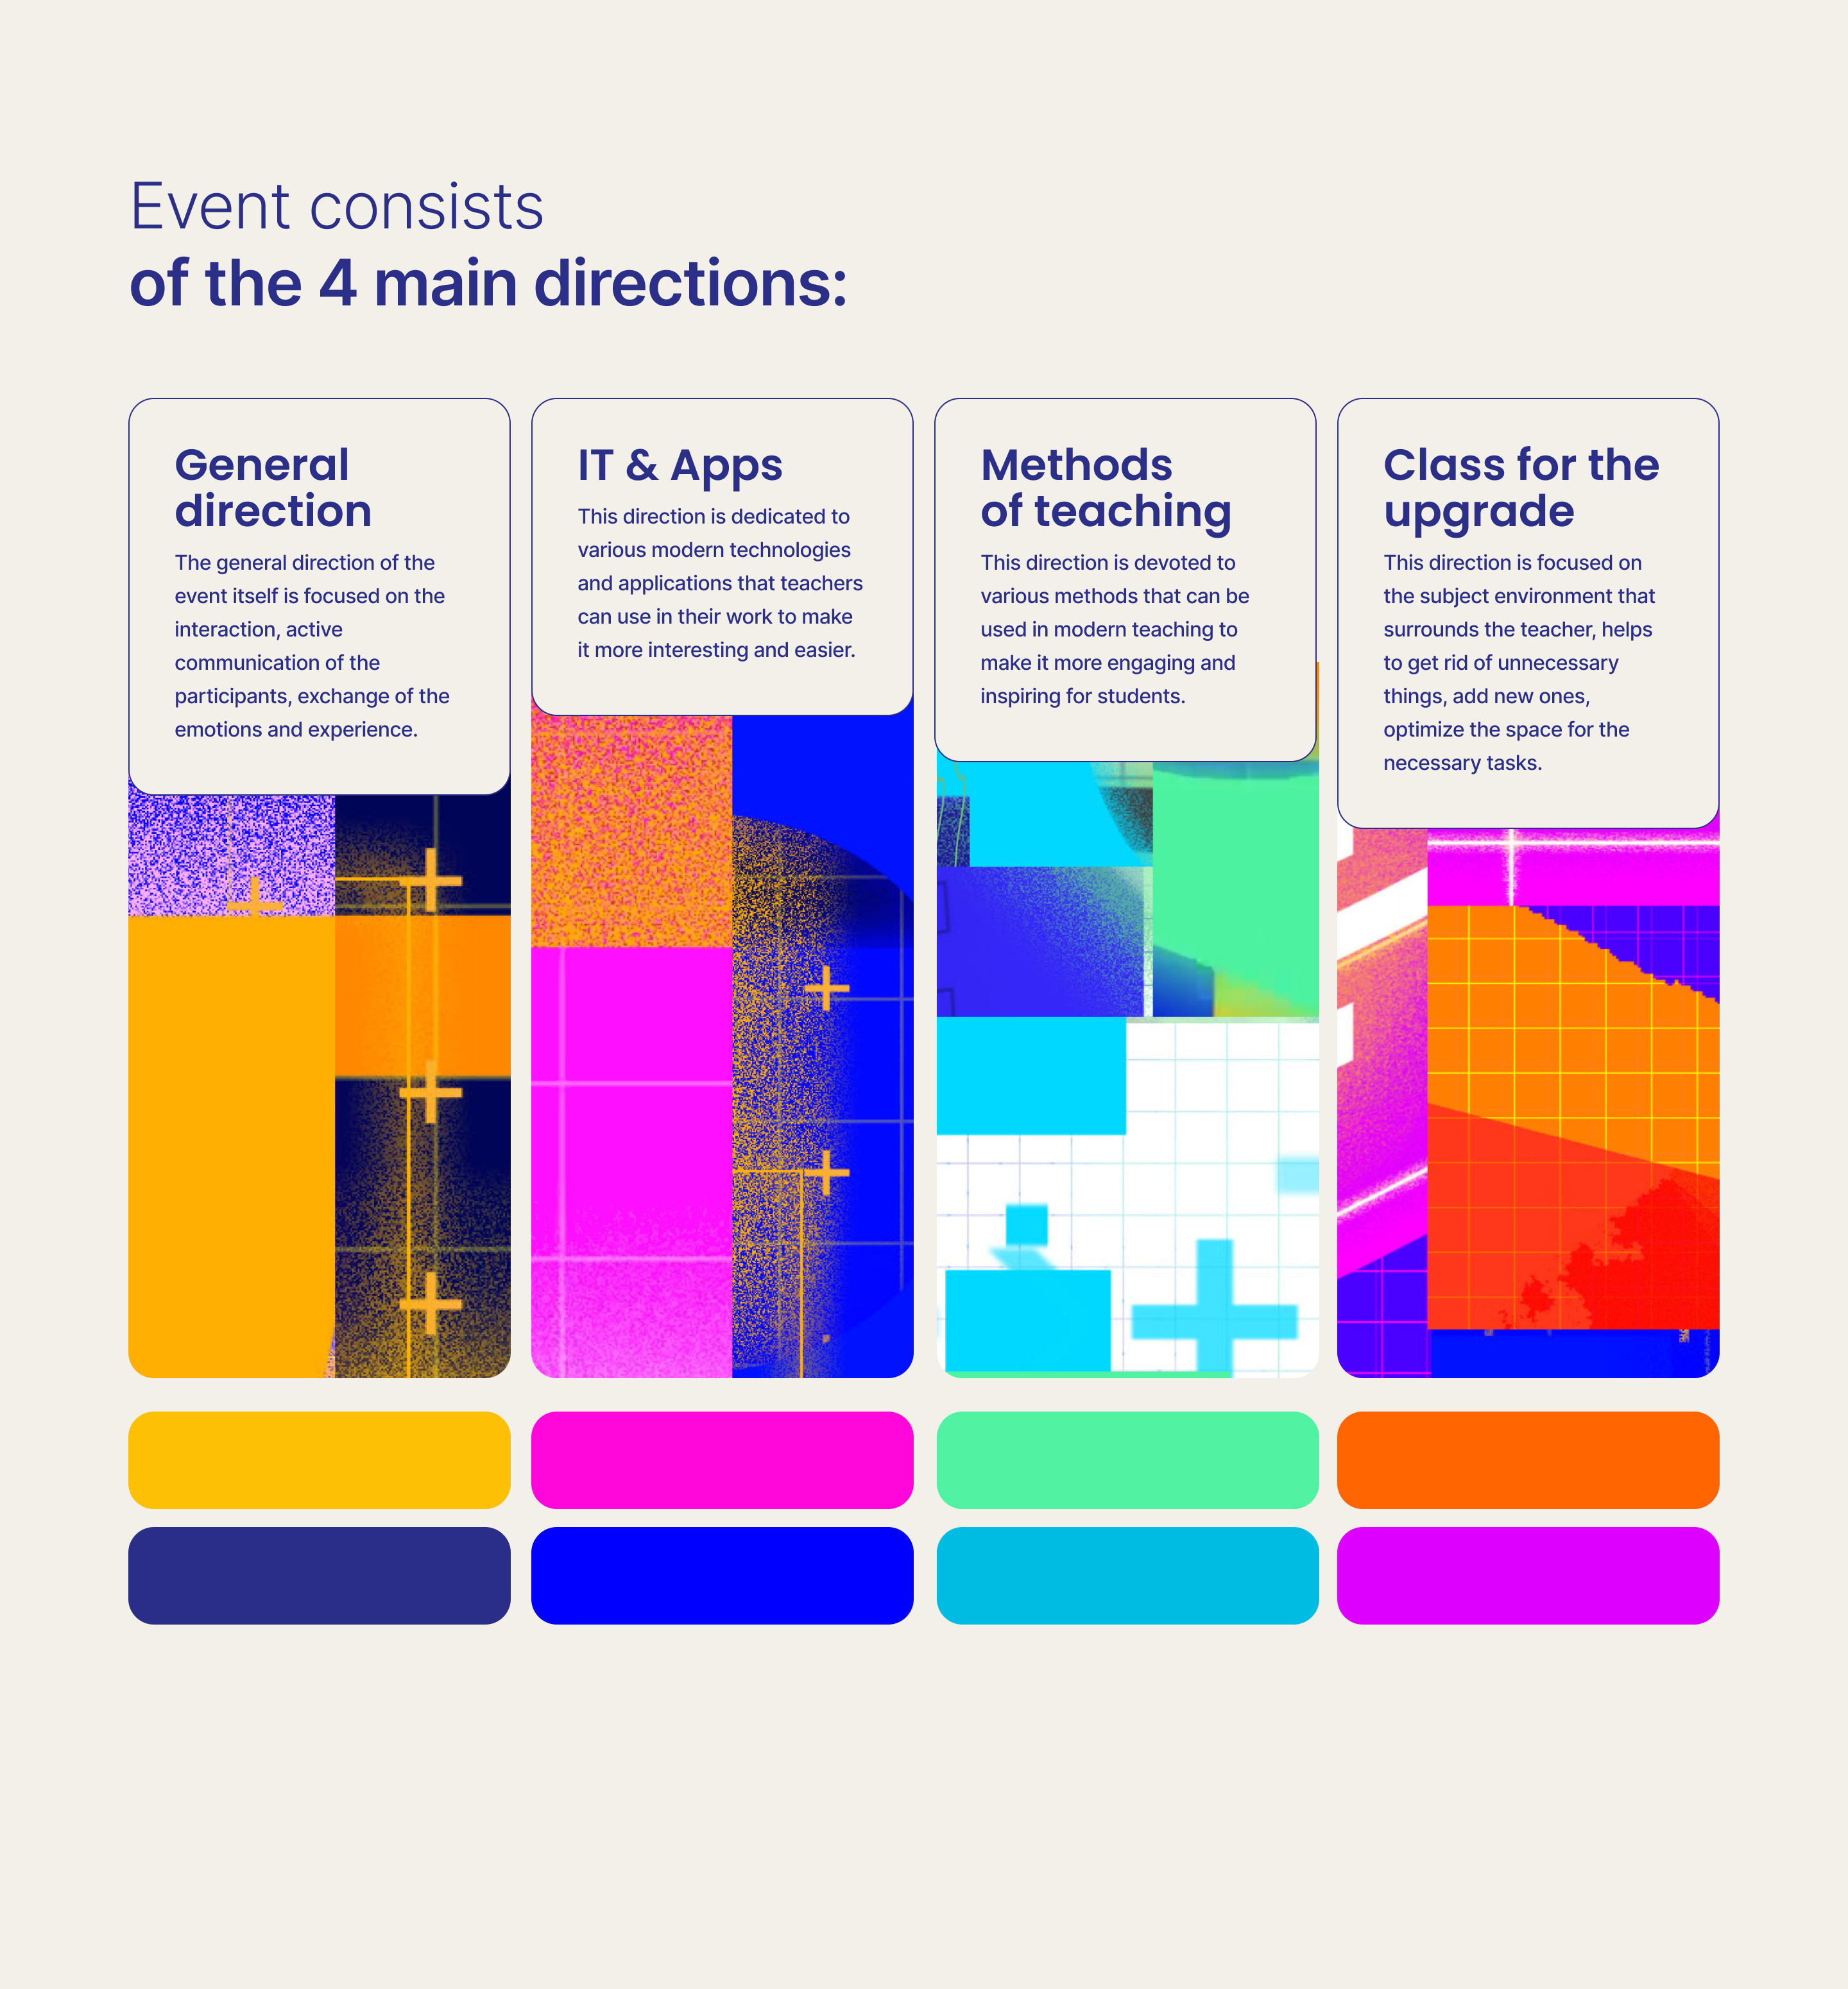 Event consists
of the 4 main directions:
General
direction
The general direction of the
event itself is focused on the
interaction, active
communication of the
participants, exchange of the
emotions and experience.
IT & Apps
This direction is dedicated to
various modern technologies
and applications that teachers
can use in their work to make
it more interesting and easier.
Methods
of teaching
This direction is devoted to
various methods that can be
used in modern teaching to
make it more engaging and
inspiring for students.
Class for the
upgrade
This direction is focused on
the subject environment that
surrounds the teacher, helps
to get rid of unnecessary
things, add new ones,
optimize the space for the
necessary tasks.